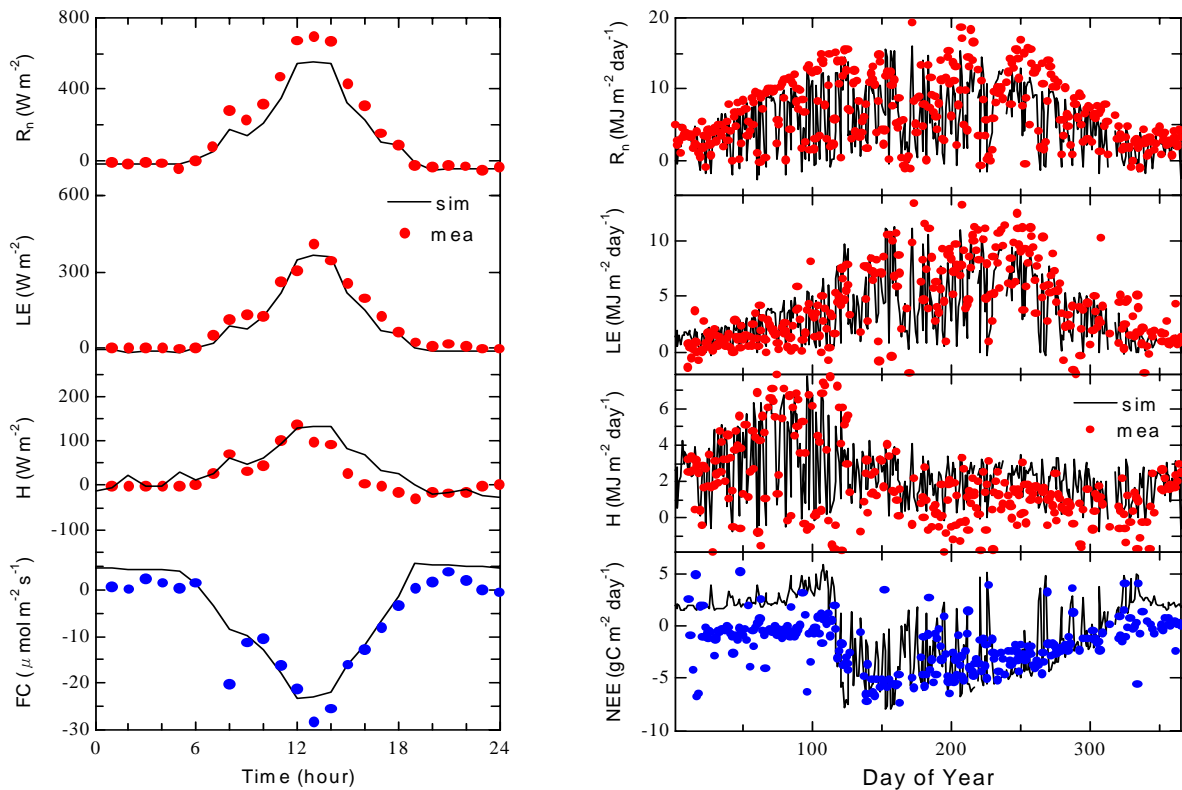 800
400
0
R_n (W m^-2)
600
300
0
LE (W m^-2)
sim
mea
200
100
0
-100
H (W m^-2)
0
-10
-20
-30
FC (μ mol m^-2 s^-1)
0 6 12 18 24
Time (hour)
20
10
0
R_n (MJ m^-2 day^-1)
10
5
0
LE (MJ m^-2 day^-1)
6
4
2
0
H (MJ m^-2 day^-1)
sim
mea
5
0
-5
-10
NEE (gC m^-2 day^-1)
100 200 300
Day of Year